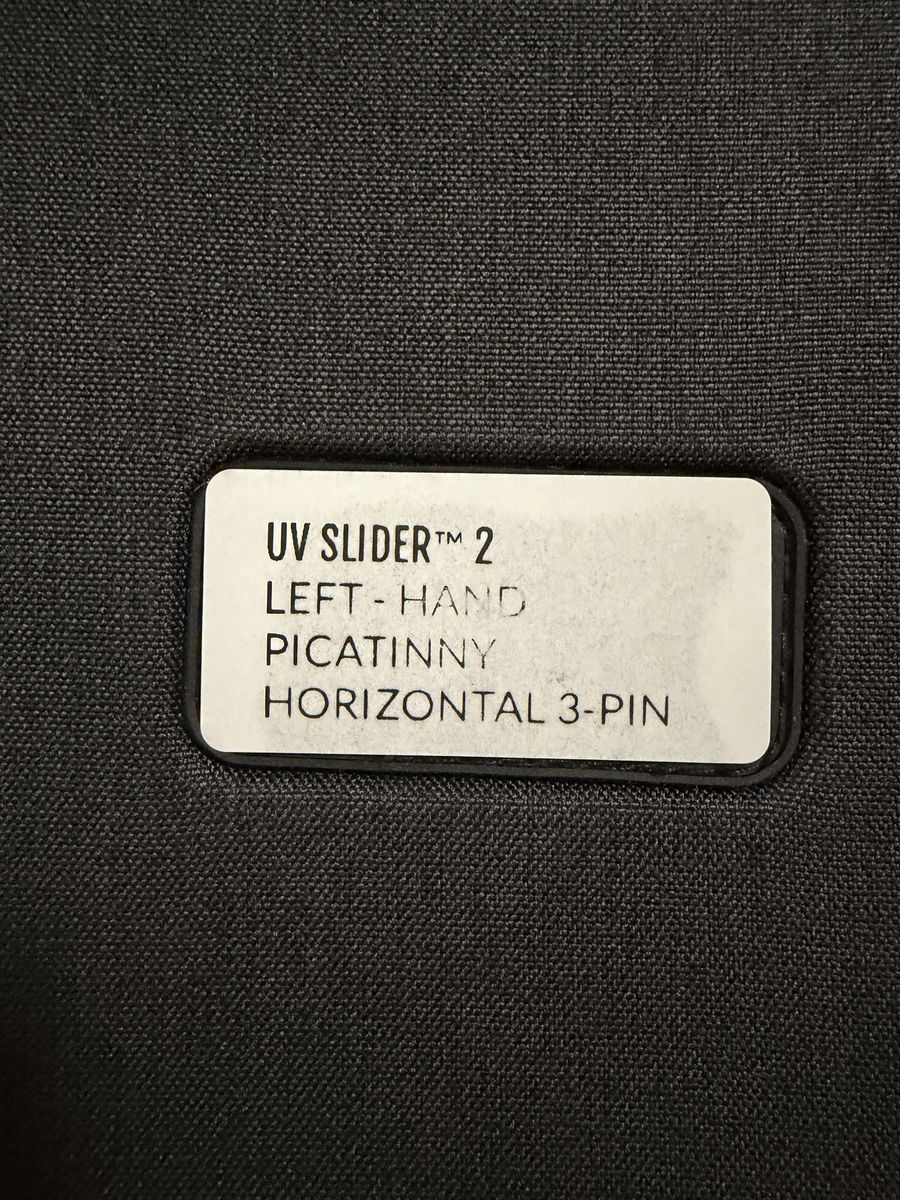 UV SLIDER™ 2
LEFT - HAND
PICATINNY
HORIZONTAL 3-PIN